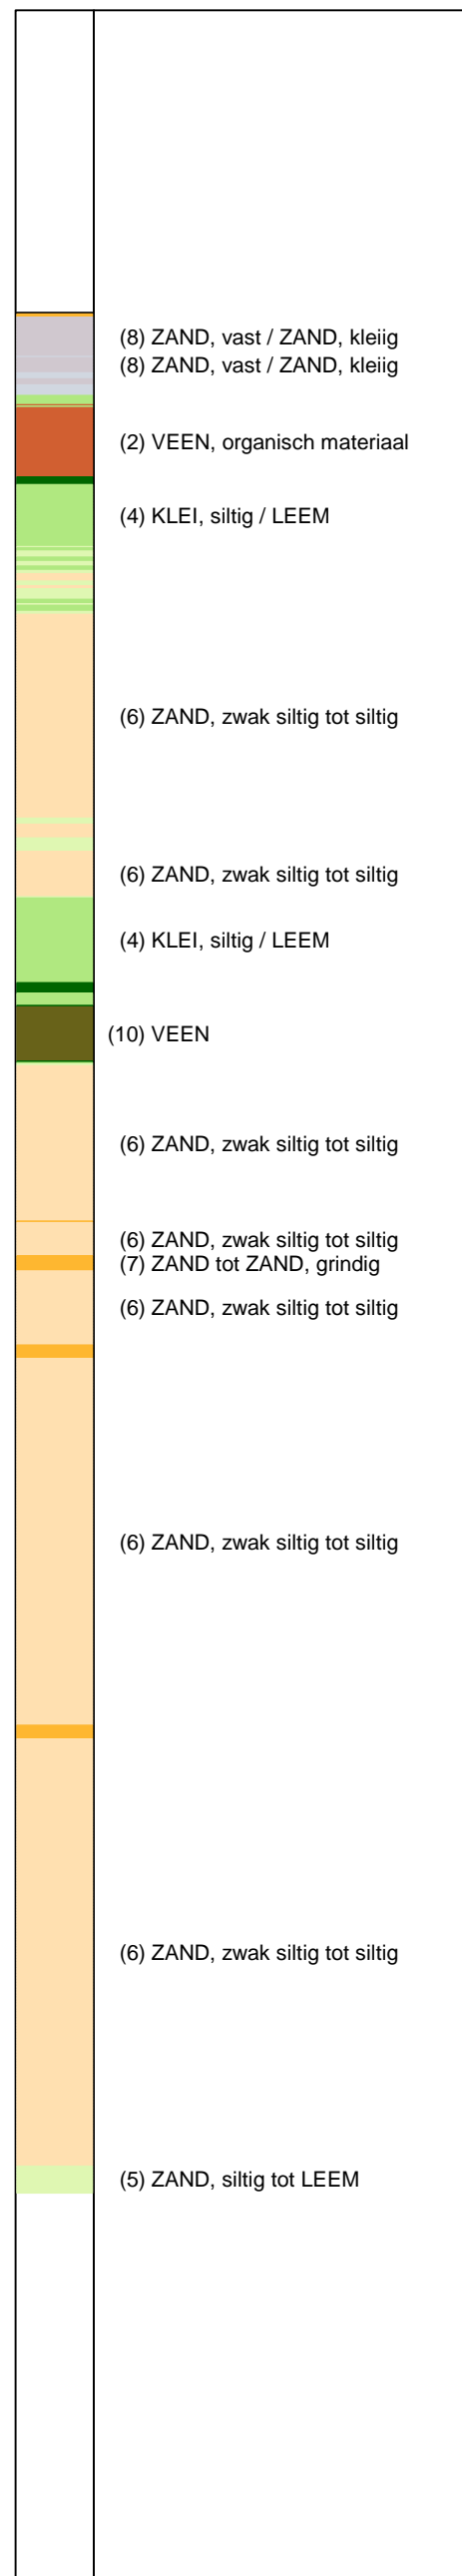 (8) ZAND, vast / ZAND, kleiig
(8) ZAND, vast / ZAND, kleiig
(2) VEEN, organisch materiaal
(4) KLEI, siltig / LEEM
(6) ZAND, zwak siltig tot siltig
(6) ZAND, zwak siltig tot siltig
(4) KLEI, siltig / LEEM
(10) VEEN
(6) ZAND, zwak siltig tot siltig
(6) ZAND, zwak siltig tot siltig
(7) ZAND tot ZAND, grindig
(6) ZAND, zwak siltig tot siltig
(6) ZAND, zwak siltig tot siltig
(6) ZAND, zwak siltig tot siltig
(5) ZAND, siltig tot LEEM